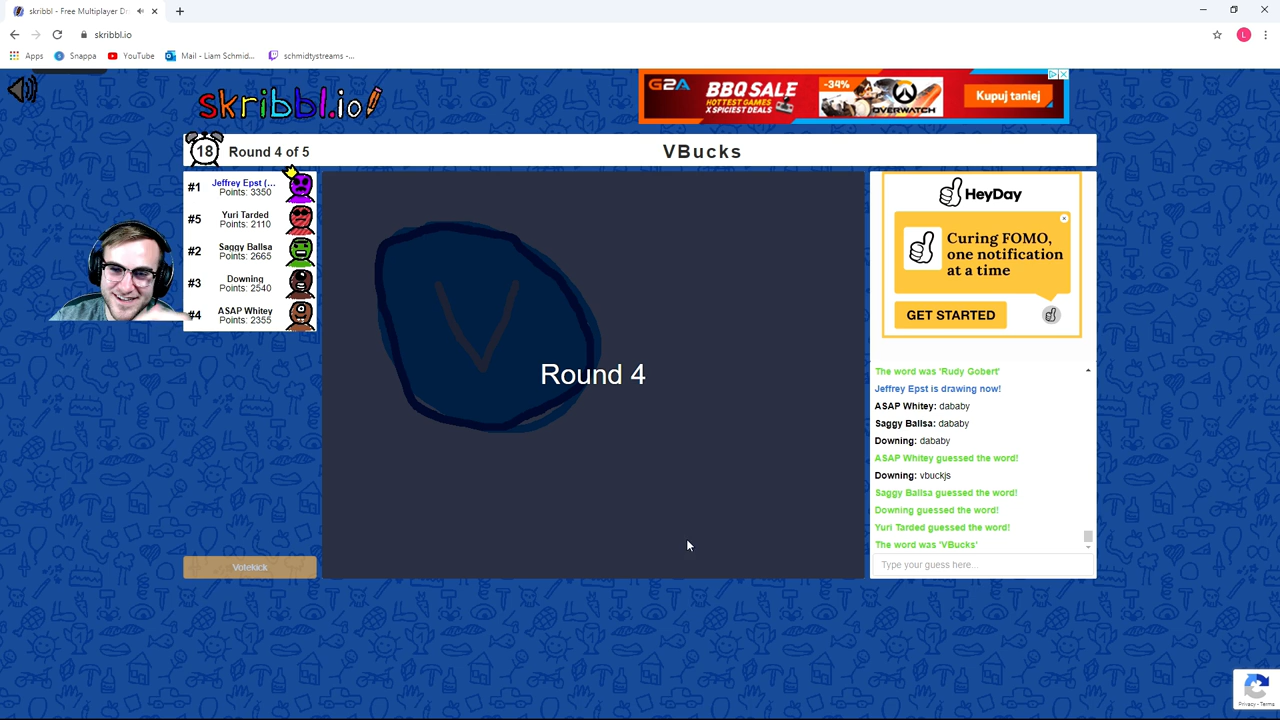 skribbl - Free Multiplayer Dr
skribbl.io
Apps
Snappa
YouTube
Mail - Liam Schmid...
schmidtystreams -...
L
skribbl.io
G2A
BBQ SALE
HOTTEST GAMES
X SPICIEST DEALS
-34%
OVERWATCH
Kupuj taniej
18
Round 4 of 5
VBucks
#1
Jeffrey Epst (...
Points: 3350
#5
Yuri Tarded
Points: 2110
#2
Saggy Ballsa
Points: 2665
#3
Downing
Points: 2540
#4
ASAP Whitey
Points: 2355
Votekick
V
Round 4
HeyDay
Curing FOMO,
one notification
at a time
GET STARTED
The word was 'Rudy Gobert'
Jeffrey Epst is drawing now!
ASAP Whitey: dababy
Saggy Ballsa: dababy
Downing: dababy
ASAP Whitey guessed the word!
Downing: vbuckjs
Saggy Ballsa guessed the word!
Downing guessed the word!
Yuri Tarded guessed the word!
The word was 'VBucks'
Type your guess here...
Privacy - Terms